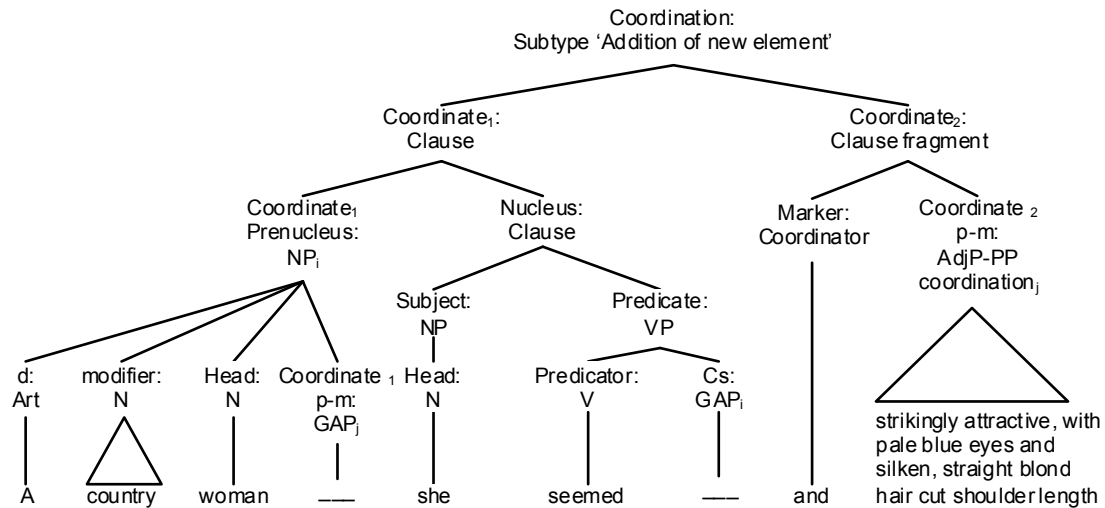 Coordination:
Subtype ‘Addition of new element’
Coordinate₁:
Clause
Coordinate₂:
Clause fragment
Coordinate₁
Prenucleus:
NPᵢ
Nucleus:
Clause
Marker:
Coordinator
Coordinate ₂
p-m:
AdjP-PP
coordinationⱼ
Subject:
NP
Predicate:
VP
d:
Art
modifier:
N
Head:
N
Coordinate ₁
p-m:
GAPⱼ
Head:
N
Predicator:
V
Cs:
GAPᵢ
A
country
woman
___
she
seemed
___
and
strikingly attractive, with
pale blue eyes and
silken, straight blond
hair cut shoulder length